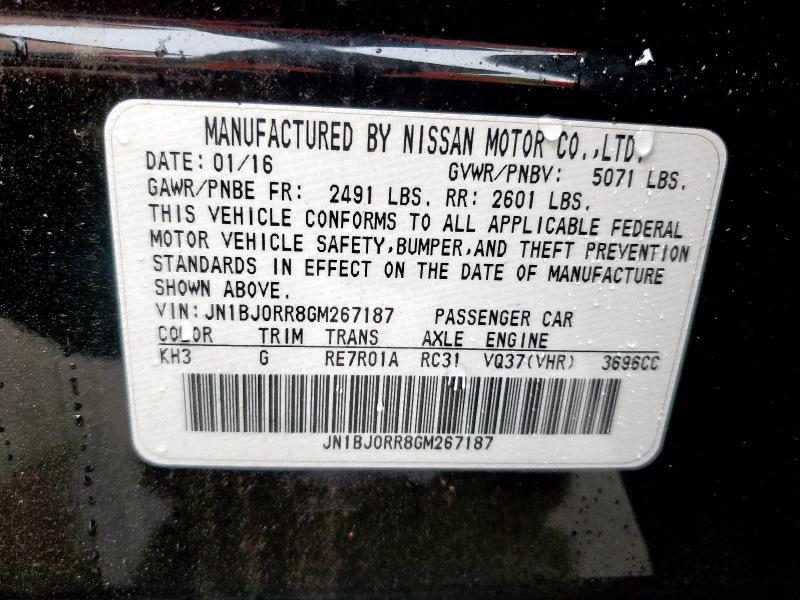 MANUFACTURED BY NISSAN MOTOR CO.,LTD.
DATE: 01/16 GVWR/PNBV: 5071 LBS.
GAWR/PNBE FR: 2491 LBS. RR: 2601 LBS.
THIS VEHICLE CONFORMS TO ALL APPLICABLE FEDERAL
MOTOR VEHICLE SAFETY,BUMPER,AND THEFT PREVENTION
STANDARDS IN EFFECT ON THE DATE OF MANUFACTURE
SHOWN ABOVE.
VIN: JN1BJ0RR8GM267187 PASSENGER CAR
COLOR TRIM TRANS AXLE ENGINE
KH3 G RE7R01A RC31 VQ37(VHR) 3696CC
JN1BJ0RR8GM267187